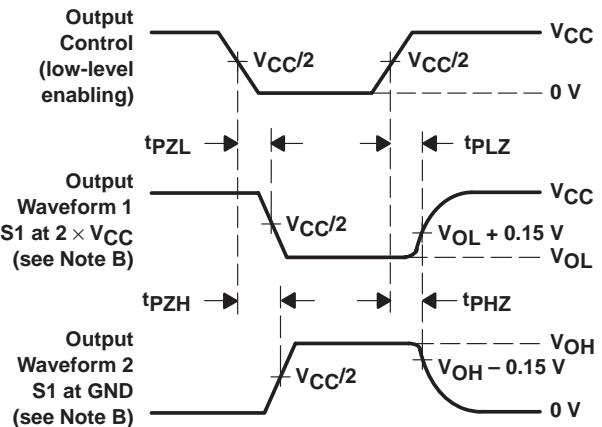 Output
Control
(low-level
enabling)
VCC/2
VCC/2
VCC
0 V
tPZL
tPLZ
Output
Waveform 1
S1 at 2 × VCC
(see Note B)
VCC/2
VCC
VOL + 0.15 V
VOL
tPZH
tPHZ
Output
Waveform 2
S1 at GND
(see Note B)
VCC/2
VOH
VOH – 0.15 V
0 V